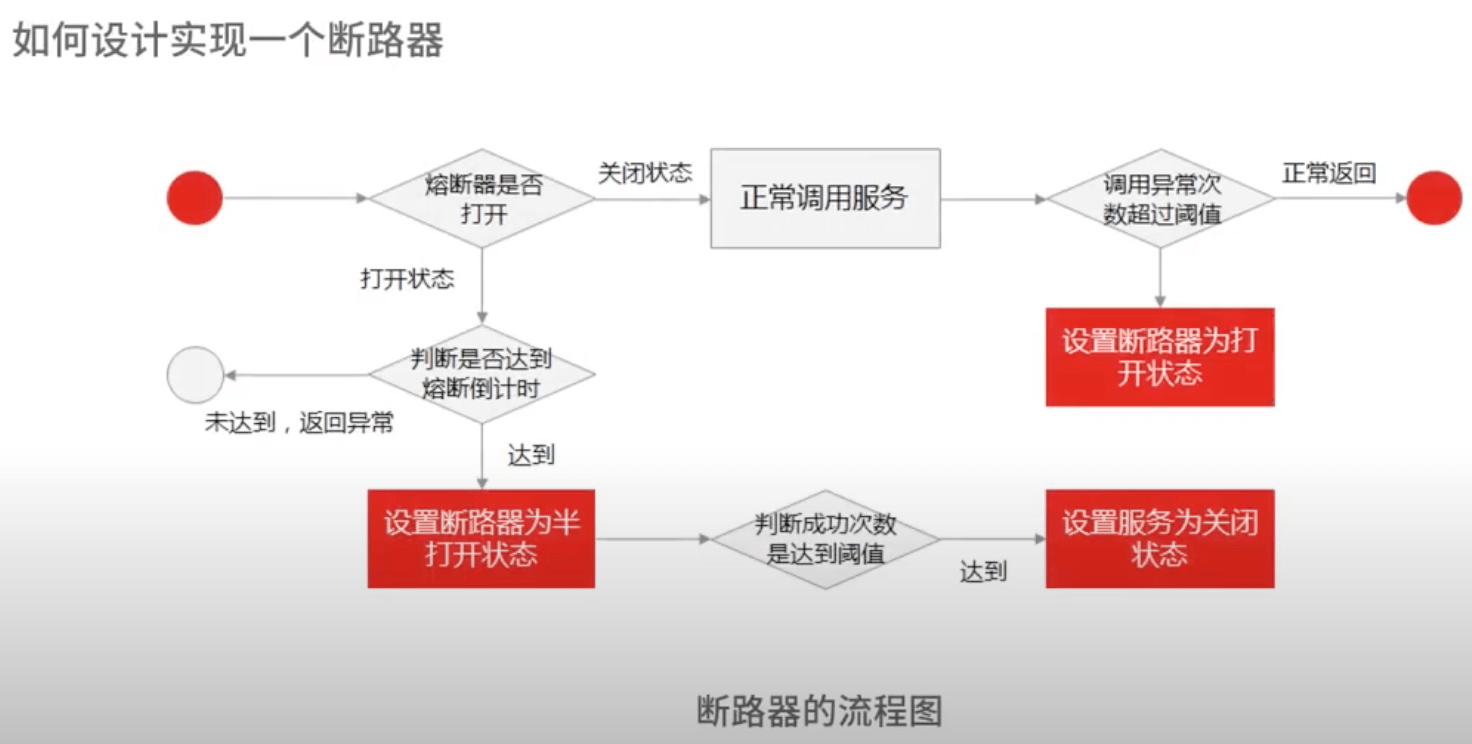 如何设计实现一个断路器
熔断器是否
打开
关闭状态
正常调用服务
调用异常次
数超过阈值
正常返回
打开状态
设置断路器为打
开状态
判断是否达到
熔断倒计时
未达到，返回异常
达到
设置断路器为半
打开状态
判断成功次数
是达到阈值
达到
设置服务为关闭
状态
断路器的流程图